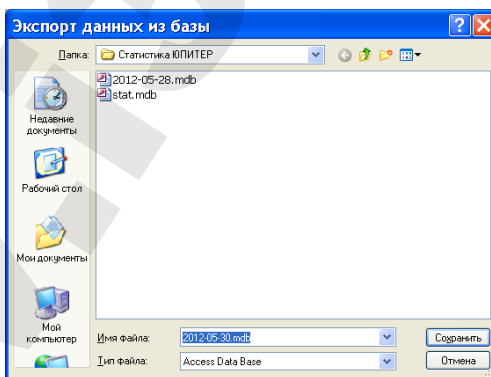 Экспорт данных из базы
Папка: Статистика ЮПИТЕР
2012-05-28.mdb
stat.mdb
Недавние документы
Рабочий стол
Мои документы
Мой компьютер
Имя файла: 2012-05-30.mdb Сохранить
Тип файла: Access Data Base Отмена